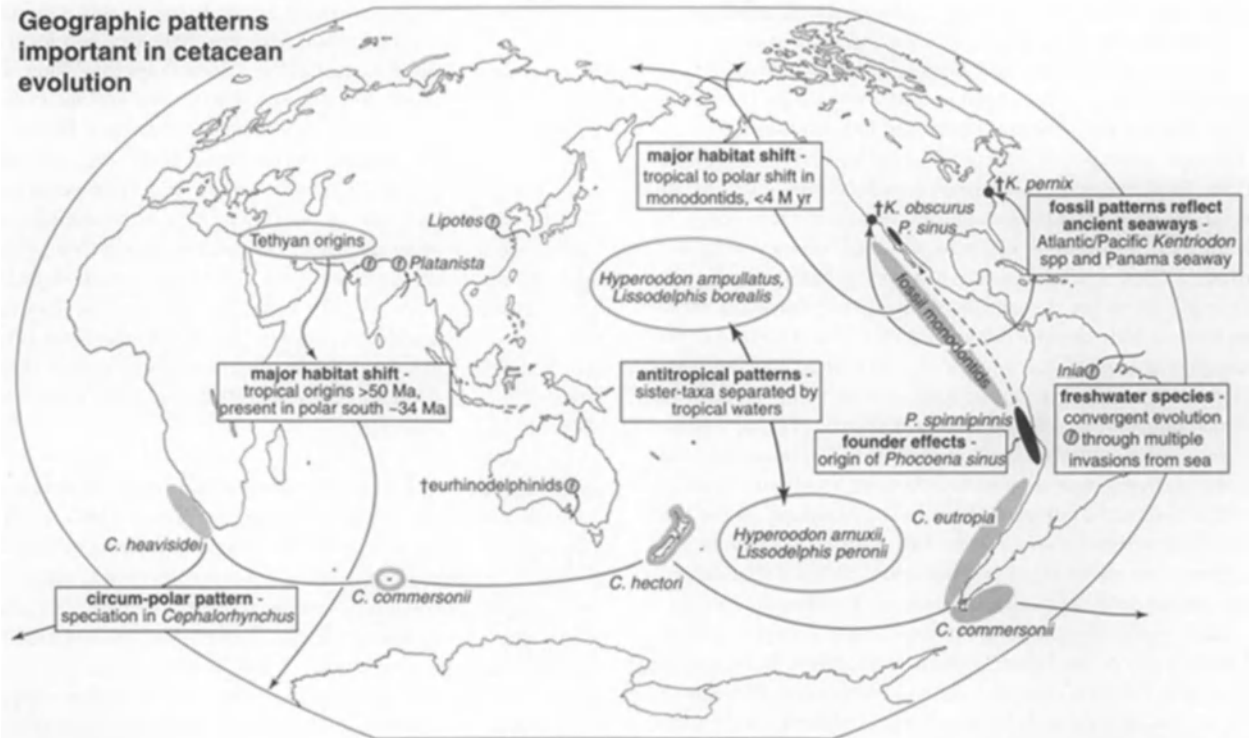 Geographic patterns
important in cetacean
evolution
major habitat shift -
tropical to polar shift in
monodontids, <4 M yr
†K. pernix
†K. obscurus
P. sinus
fossil patterns reflect
ancient seaways -
Atlantic/Pacific Kentriodon
spp and Panama seaway
Lipotes ⓕ
Tethyan origins
ⓕ ⓕ Platanista
Hyperoodon ampullatus,
Lissodelphis borealis
fossil monodontids
major habitat shift -
tropical origins >50 Ma,
present in polar south ~34 Ma
antitropical patterns -
sister-taxa separated by
tropical waters
Inia ⓕ
freshwater species -
convergent evolution
ⓕ through multiple
invasions from sea
P. spinnipinnis
founder effects -
origin of Phocoena sinus
†eurhinodelphinids ⓕ
C. eutropia
Hyperoodon arnuxii,
Lissodelphis peronii
C. heavisidei
C. hectori
C. commersonii
circum-polar pattern -
speciation in Cephalorhynchus
C. commersonii